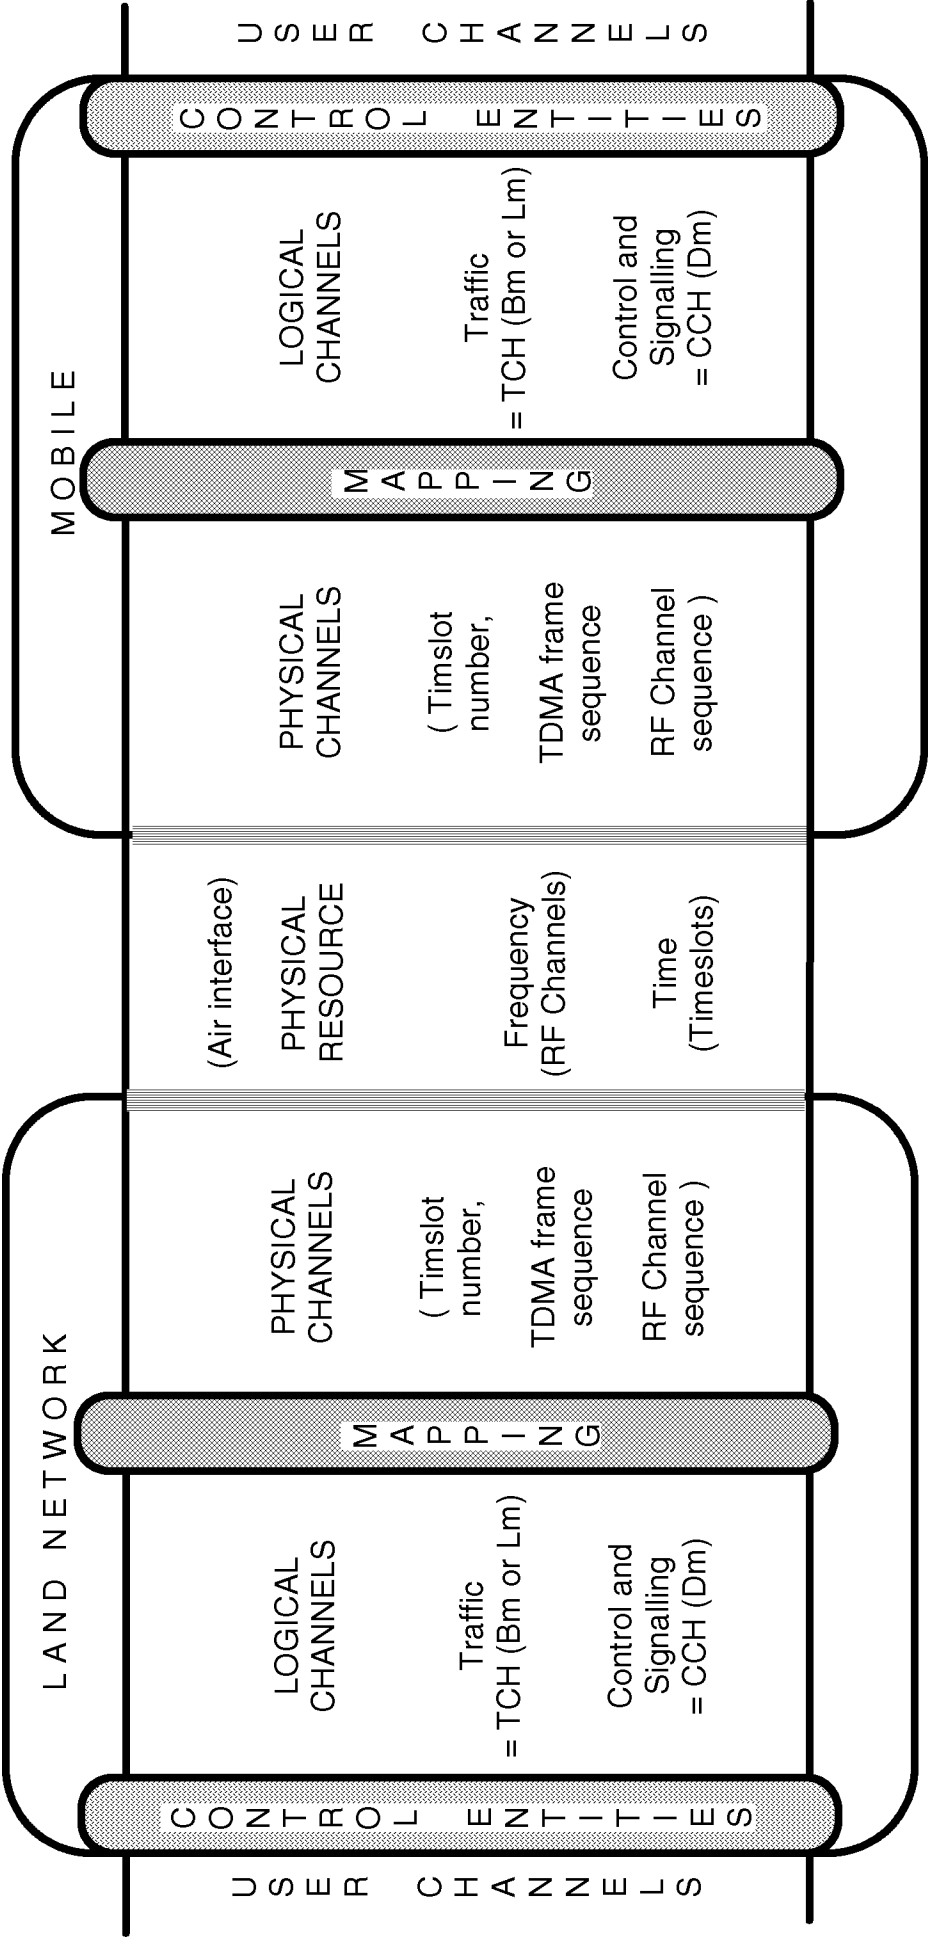 LAND NETWORK
MOBILE
USER CHANNELS
CONTROL ENTITIES
LOGICAL
CHANNELS
Traffic
= TCH (Bm or Lm)
Control and
Signalling
= CCH (Dm)
MAPPING
PHYSICAL
CHANNELS
( Timslot
number,
TDMA frame
sequence
RF Channel
sequence )
(Air interface)
PHYSICAL
RESOURCE
Frequency
(RF Channels)
Time
(Timeslots)
PHYSICAL
CHANNELS
( Timslot
number,
TDMA frame
sequence
RF Channel
sequence )
MAPPING
LOGICAL
CHANNELS
Traffic
= TCH (Bm or Lm)
Control and
Signalling
= CCH (Dm)
CONTROL ENTITIES
USER CHANNELS